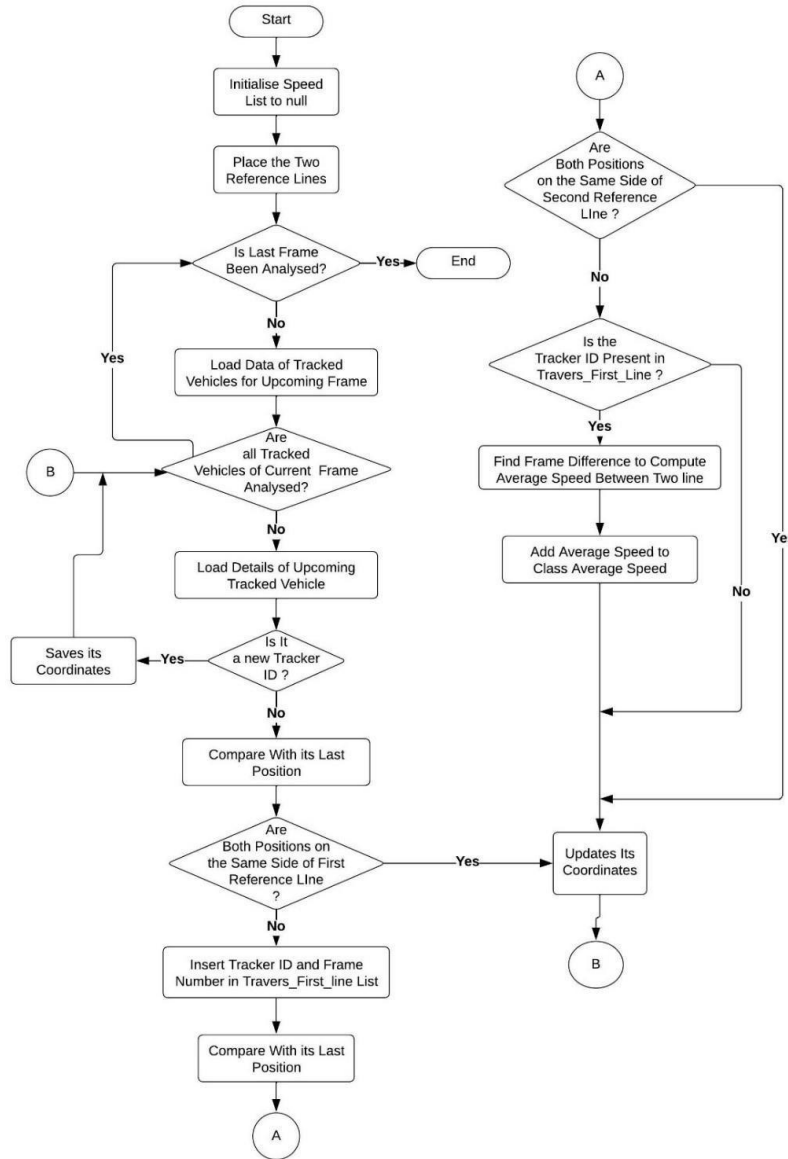 Start
Initialise Speed
List to null
Place the Two
Reference Lines
Is Last Frame
Been Analysed?
Yes
End
No
Load Data of Tracked
Vehicles for Upcoming Frame
Yes
Are
all Tracked
Vehicles of Current Frame
Analysed?
B
No
Load Details of Upcoming
Tracked Vehicle
Is It
a new Tracker
ID ?
Yes
Saves its
Coordinates
No
Compare With its Last
Position
Are
Both Positions on
the Same Side of First
Reference LIne
?
Yes
No
Insert Tracker ID and Frame
Number in Travers_First_line List
Compare With its Last
Position
A
A
Are
Both Positions
on the Same Side of
Second Reference
LIne ?
No
Is the
Tracker ID Present in
Travers_First_Line ?
Yes
Find Frame Difference to Compute
Average Speed Between Two line
Add Average Speed to
Class Average Speed
No
Ye
Updates Its
Coordinates
B